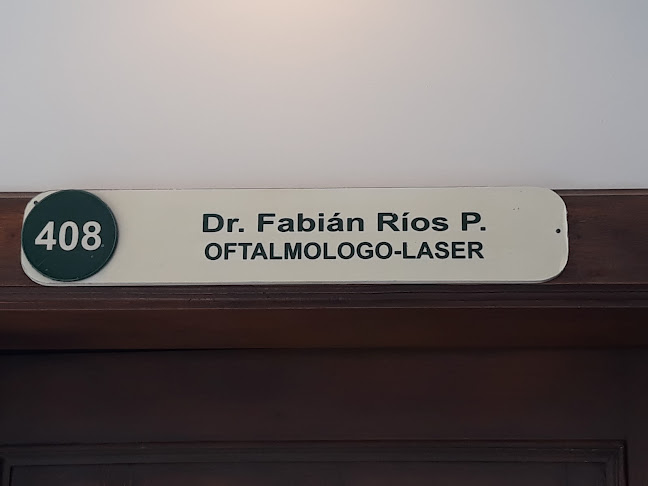 408
Dr. Fabián Ríos P.
OFTALMOLOGO-LASER